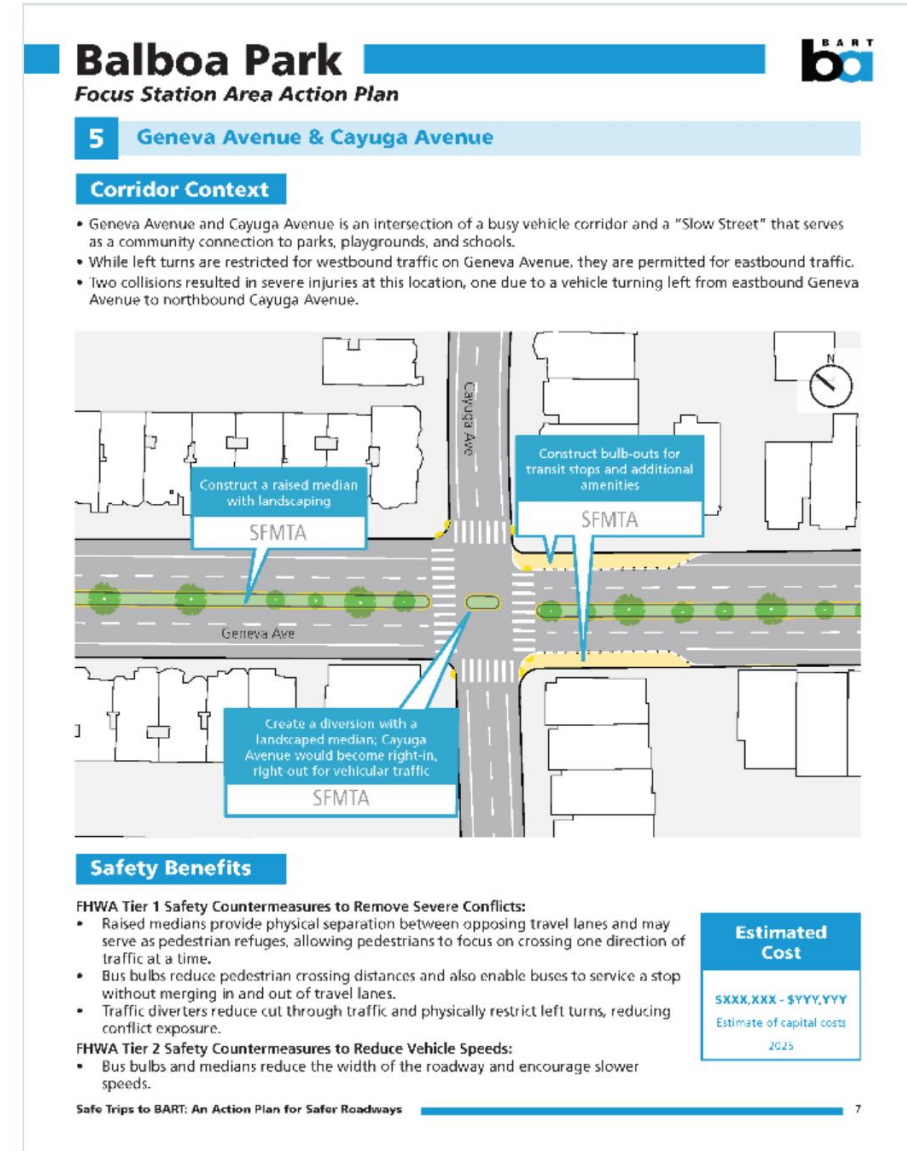 Balboa Park
BART
ba
Focus Station Area Action Plan
5 Geneva Avenue & Cayuga Avenue
Corridor Context
• Geneva Avenue and Cayuga Avenue is an intersection of a busy vehicle corridor and a "Slow Street" that serves
as a community connection to parks, playgrounds, and schools.
• While left turns are restricted for westbound traffic on Geneva Avenue, they are permitted for eastbound traffic.
• Two collisions resulted in severe injuries at this location, one due to a vehicle turning left from eastbound Geneva
Avenue to northbound Cayuga Avenue.
N
Cayuga Ave
Construct bulb-outs for
transit stops and additional
amenities
SFMTA
Construct a raised median
with landscaping
SFMTA
Geneva Ave
Create a diversion with a
landscaped median; Cayuga
Avenue would become right-in,
right-out for vehicular traffic
SFMTA
Safety Benefits
FHWA Tier 1 Safety Countermeasures to Remove Severe Conflicts:
• Raised medians provide physical separation between opposing travel lanes and may
serve as pedestrian refuges, allowing pedestrians to focus on crossing one direction of
traffic at a time.
• Bus bulbs reduce pedestrian crossing distances and also enable buses to service a stop
without merging in and out of travel lanes.
• Traffic diverters reduce cut through traffic and physically restrict left turns, reducing
conflict exposure.
FHWA Tier 2 Safety Countermeasures to Reduce Vehicle Speeds:
• Bus bulbs and medians reduce the width of the roadway and encourage slower
speeds.
Estimated
Cost
$XXX,XXX - $YYY,YYY
Estimate of capital costs
2025
Safe Trips to BART: An Action Plan for Safer Roadways 7